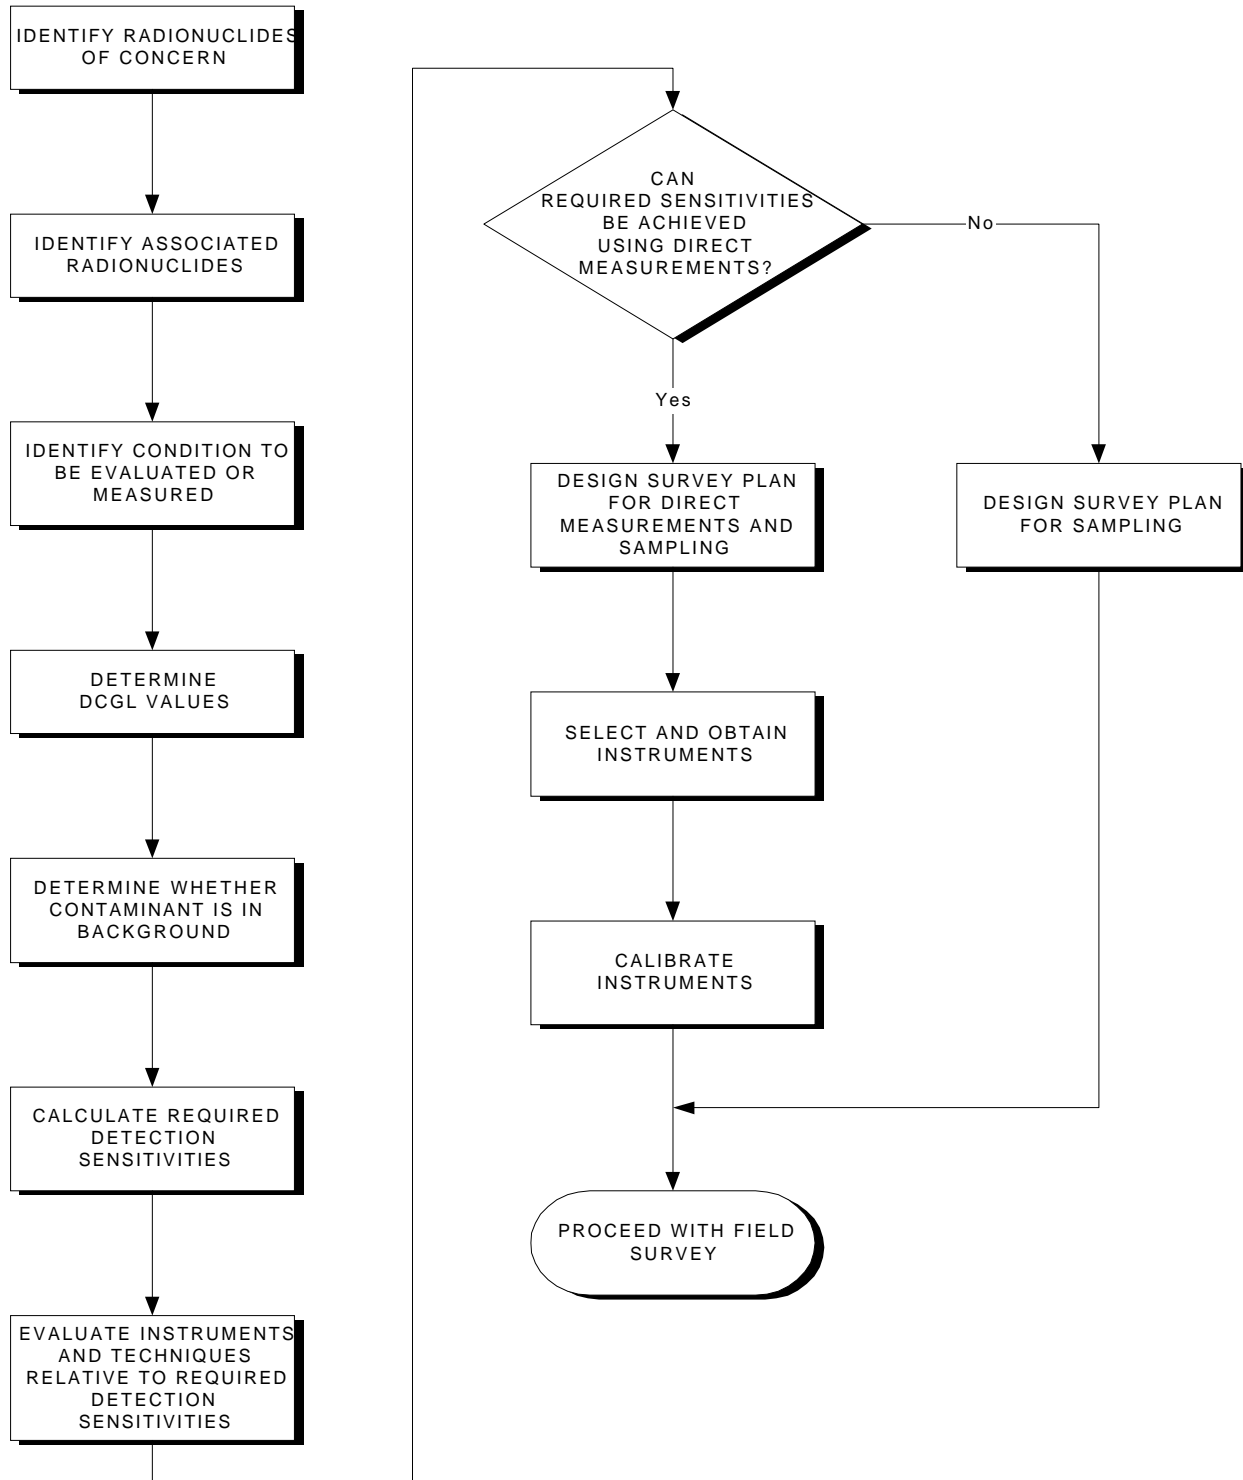 IDENTIFY RADIONUCLIDES
OF CONCERN
IDENTIFY ASSOCIATED
RADIONUCLIDES
IDENTIFY CONDITION TO
BE EVALUATED OR
MEASURED
DETERMINE
DCGL VALUES
DETERMINE WHETHER
CONTAMINANT IS IN
BACKGROUND
CALCULATE REQUIRED
DETECTION
SENSITIVITIES
EVALUATE INSTRUMENTS
AND TECHNIQUES
RELATIVE TO REQUIRED
DETECTION
SENSITIVITIES
CAN
REQUIRED SENSITIVITIES
BE ACHIEVED
USING DIRECT
MEASUREMENTS?
No
Yes
DESIGN SURVEY PLAN
FOR DIRECT
MEASUREMENTS AND
SAMPLING
DESIGN SURVEY PLAN
FOR SAMPLING
SELECT AND OBTAIN
INSTRUMENTS
CALIBRATE
INSTRUMENTS
PROCEED WITH FIELD
SURVEY